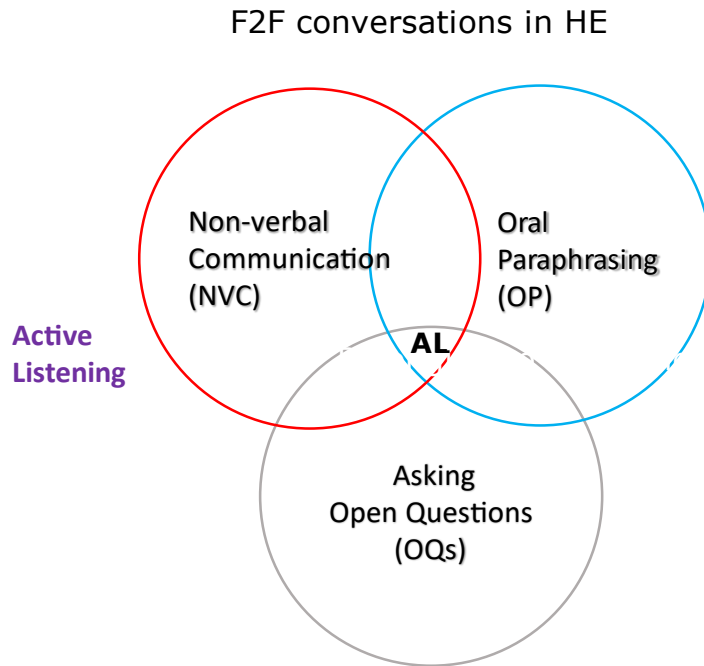 F2F conversations in HE
Non-verbal
Communication
(NVC)
Oral
Paraphrasing
(OP)
Active
Listening
AL
Asking
Open Questions
(OQs)